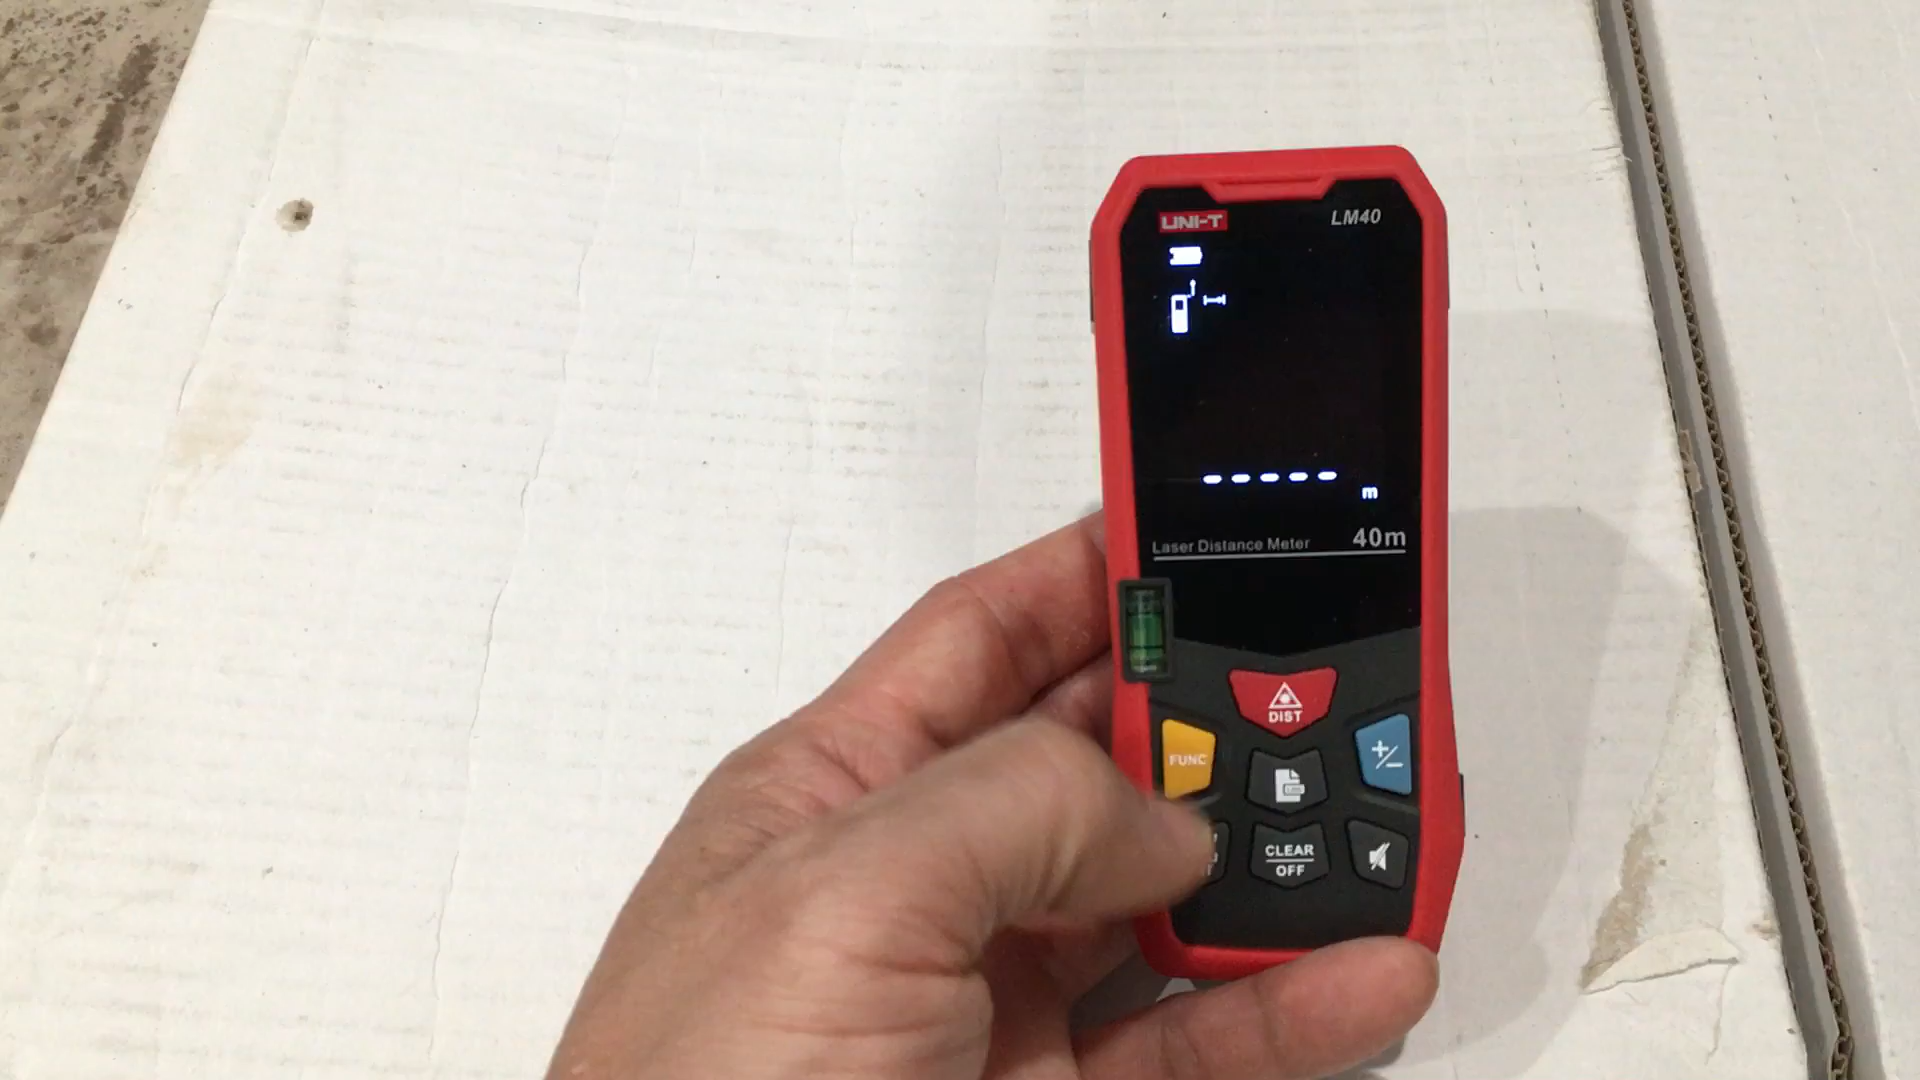 UNI-T LM40
----- m
Laser Distance Meter 40m
DIST
FUNC
+/-
CLEAR
OFF